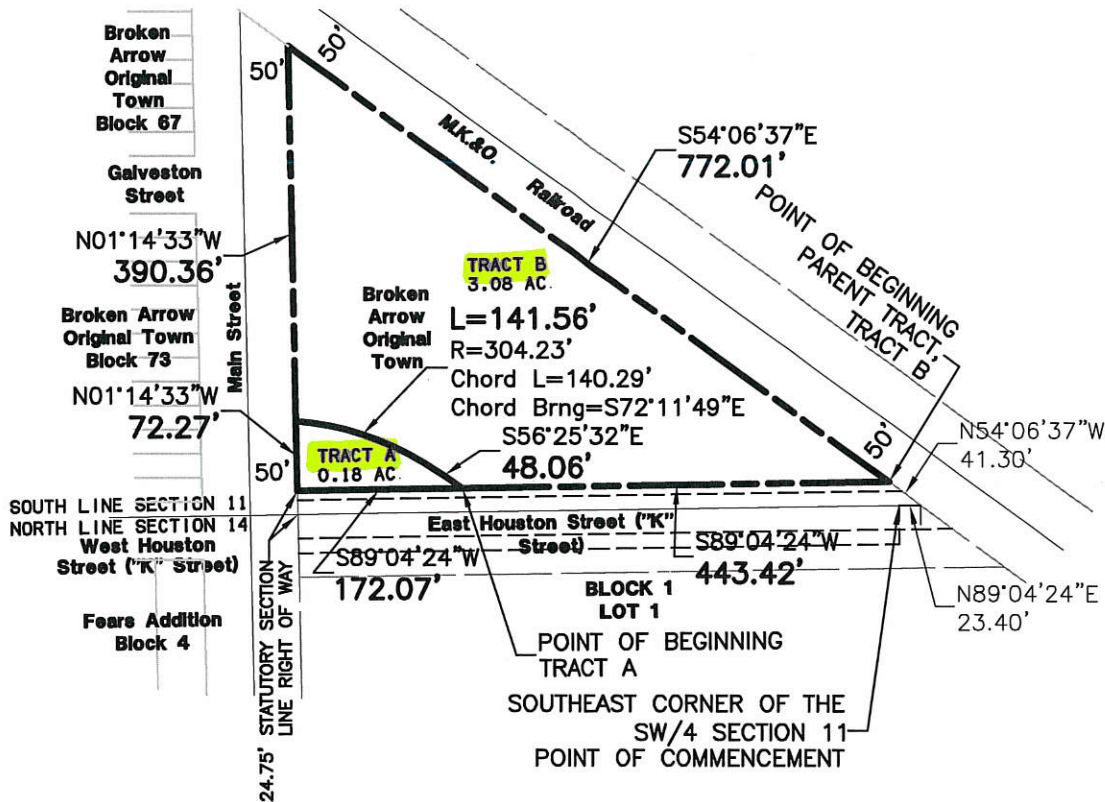 Broken
Arrow
Original
Town
Block 67
50'
50'
M.K.&O.
Railroad
S54°06'37"E
772.01'
POINT OF BEGINNING
PARENT TRACT,
TRACT B
Galveston
Street
N01°14'33"W
390.36'
TRACT B
3.08 AC.
Main Street
Broken Arrow
Original Town
Block 73
Broken
Arrow
Original
Town
L=141.56'
R=304.23'
Chord L=140.29'
Chord Brng=S72°11'49"E
N01°14'33"W
72.27'
S56°25'32"E
48.06'
TRACT A
0.18 AC.
50'
50'
N54°06'37"W
41.30'
SOUTH LINE SECTION 11
NORTH LINE SECTION 14
West Houston
Street ("K" Street)
East Houston Street ("K"
Street)
S89°04'24"W
172.07'
S89°04'24"W
443.42'
N89°04'24"E
23.40'
BLOCK 1
LOT 1
Fears Addition
Block 4
24.75' STATUTORY SECTION
LINE RIGHT OF WAY
POINT OF BEGINNING
TRACT A
SOUTHEAST CORNER OF THE
SW/4 SECTION 11
POINT OF COMMENCEMENT